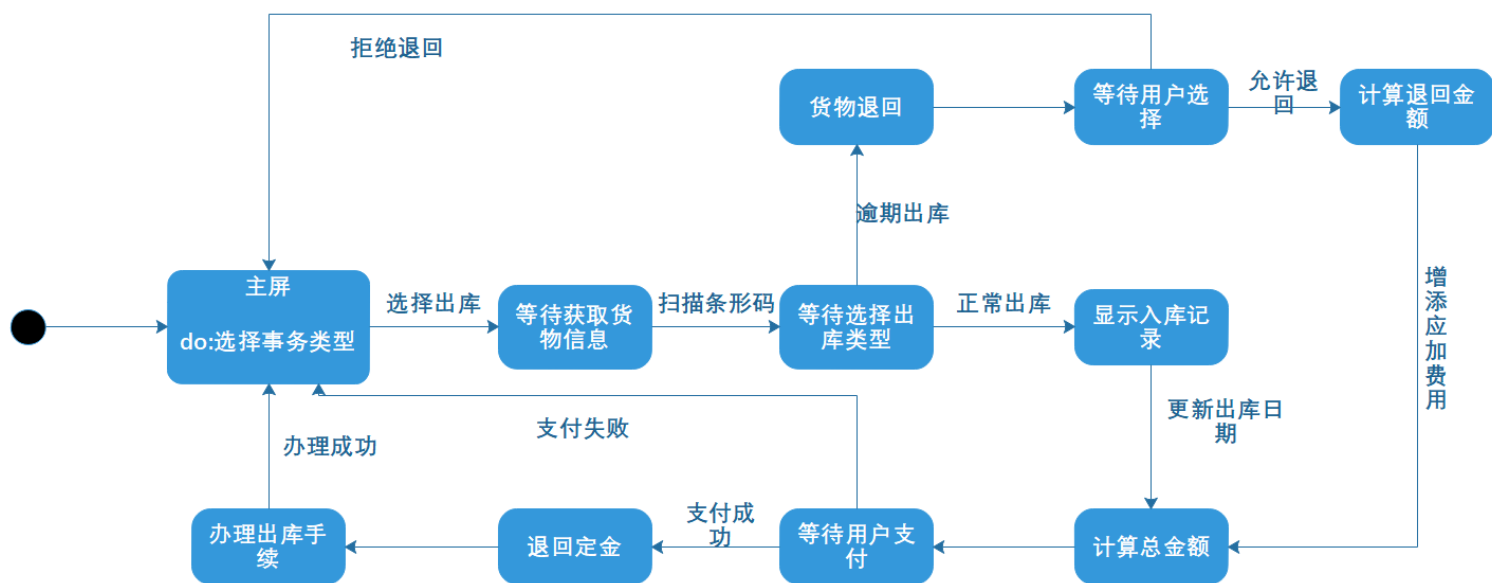 拒绝退回
货物退回
等待用户选
择
允许退
回
计算退回金
额
逾期出库
主屏
do:选择事务类型
选择出库
等待获取货
物信息
扫描条形码
等待选择出
库类型
正常出库
显示入库记
录
增添应加费用
更新出库日
期
支付失败
办理成功
办理出库手
续
退回定金
支付成
功
等待用户支
付
计算总金额